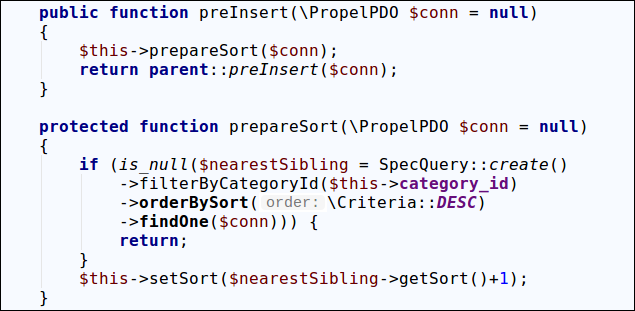 public function preInsert(\PropelPDO $conn = null)
{
    $this->prepareSort($conn);
    return parent::preInsert($conn);
}

protected function prepareSort(\PropelPDO $conn = null)
{
    if (is_null($nearestSibling = SpecQuery::create()
        ->filterByCategoryId($this->category_id)
        ->orderBySort( order: \Criteria::DESC)
        ->findOne($conn))) {
        return;
    }
    $this->setSort($nearestSibling->getSort()+1);
}